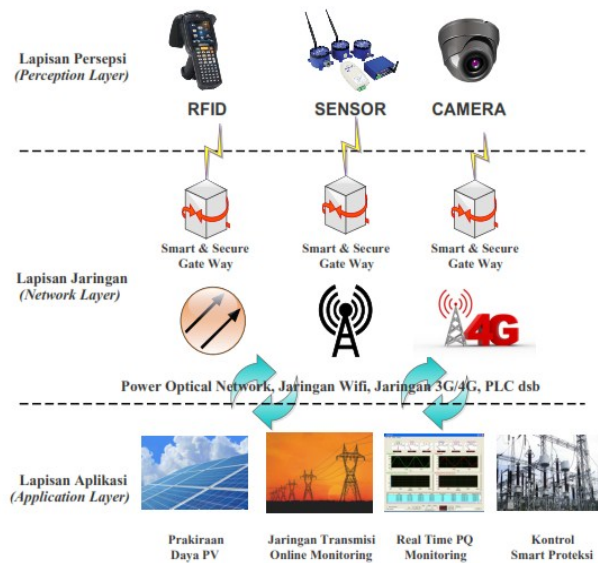 Lapisan Persepsi
(Perception Layer)
RFID
SENSOR
CAMERA
Smart & Secure
Gate Way
Smart & Secure
Gate Way
Smart & Secure
Gate Way
Lapisan Jaringan
(Network Layer)
4G
Power Optical Network, Jaringan Wifi, Jaringan 3G/4G, PLC dsb
Lapisan Aplikasi
(Application Layer)
Prakiraan
Daya PV
Jaringan Transmisi
Online Monitoring
Real Time PQ
Monitoring
Kontrol
Smart Proteksi